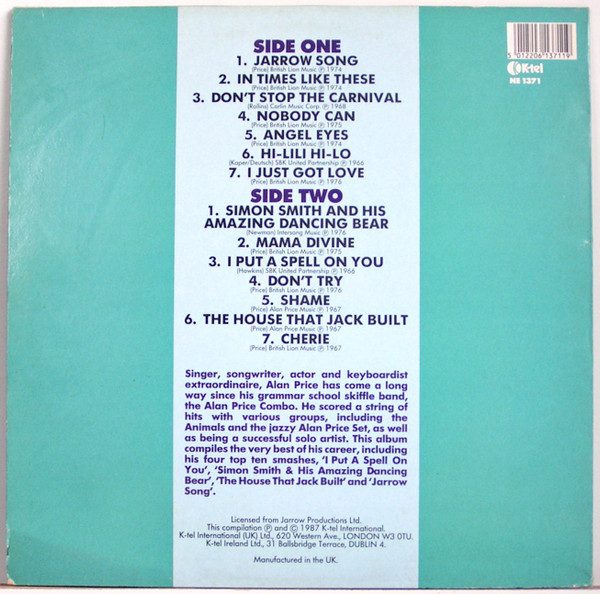 SIDE ONE
1. JARROW SONG
(Price) British Lion Music ℗ 1974
2. IN TIMES LIKE THESE
(Price) British Lion Music ℗ 1974
3. DON'T STOP THE CARNIVAL
(Rollins) Carlin Music Corp. ℗ 1968
4. NOBODY CAN
(Price) British Lion Music ℗ 1975
5. ANGEL EYES
(Price) British Lion Music ℗ 1974
6. HI-LILI HI-LO
(Kaper/Deutsch) SBK United Partnership ℗ 1966
7. I JUST GOT LOVE
(Price) British Lion Music ℗ 1976
SIDE TWO
1. SIMON SMITH AND HIS
AMAZING DANCING BEAR
(Newman) Intersong Music ℗ 1976
2. MAMA DIVINE
(Price) British Lion Music ℗ 1975
3. I PUT A SPELL ON YOU
(Hawkins) SBK United Partnership ℗ 1966
4. DON'T TRY
(Price) British Lion Music ℗ 1976
5. SHAME
(Price) Alan Price Music ℗ 1967
6. THE HOUSE THAT JACK BUILT
(Price) Alan Price Music ℗ 1967
7. CHERIE
(Price) British Lion Music ℗ 1967
Singer, songwriter, actor and keyboardist
extraordinaire, Alan Price has come a long
way since his grammar school skiffle band,
the Alan Price Combo. He scored a string of
hits with various groups, including the
Animals and the jazzy Alan Price Set, as well
as being a successful solo artist. This album
compiles the very best of his career, including
his four top ten smashes, 'I Put A Spell On
You', 'Simon Smith & His Amazing Dancing
Bear', 'The House That Jack Built' and 'Jarrow
Song'.
Licensed from Jarrow Productions Ltd.
This compilation ℗ and © 1987 K-tel International.
K-tel International (UK) Ltd., 620 Western Ave., LONDON W3 0TU.
K-tel Ireland Ltd., 31 Ballsbridge Terrace, DUBLIN 4.
Manufactured in the UK.
5 012206 137119
K-tel
NE 1371